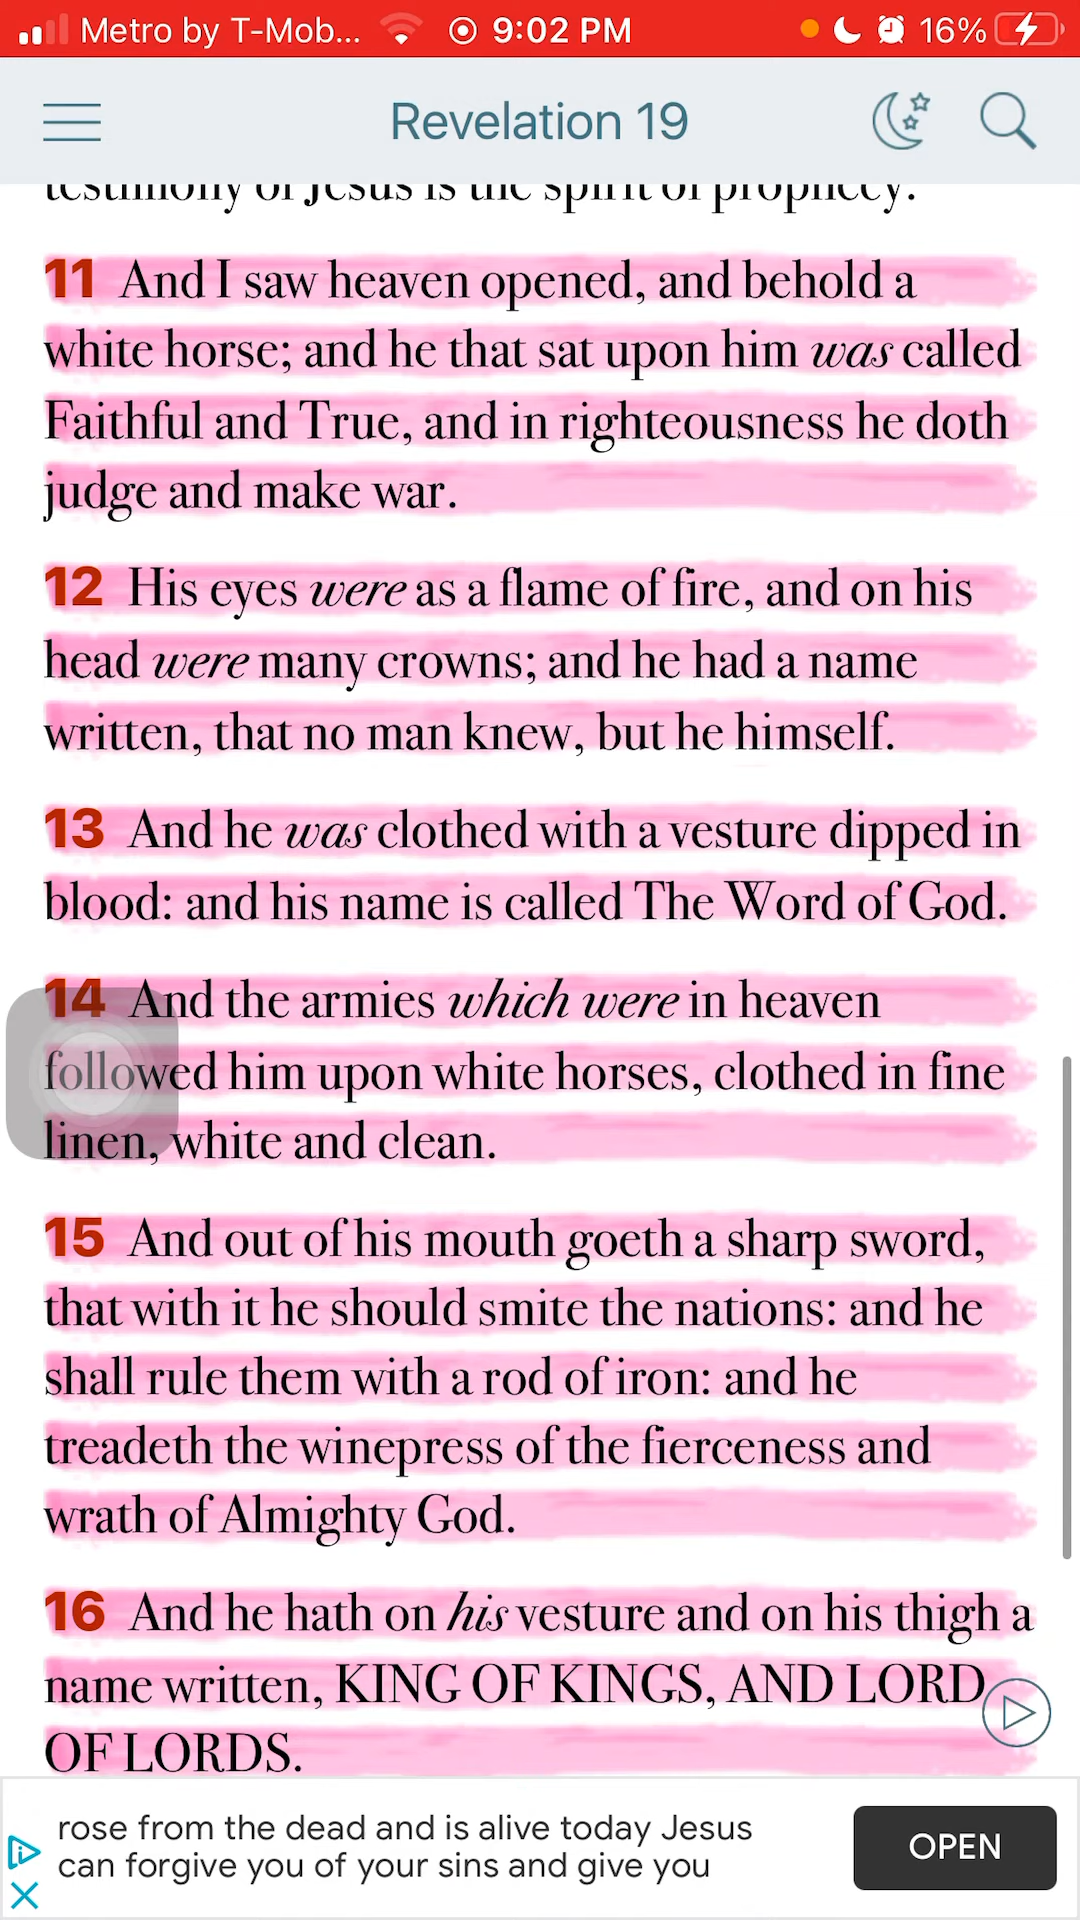 Metro by T-Mob... 9:02 PM 16%
Revelation 19
testimony of Jesus is the spirit of prophecy.
11 And I saw heaven opened, and behold a
white horse; and he that sat upon him was called
Faithful and True, and in righteousness he doth
judge and make war.
12 His eyes were as a flame of fire, and on his
head were many crowns; and he had a name
written, that no man knew, but he himself.
13 And he was clothed with a vesture dipped in
blood: and his name is called The Word of God.
14 And the armies which were in heaven
followed him upon white horses, clothed in fine
linen, white and clean.
15 And out of his mouth goeth a sharp sword,
that with it he should smite the nations: and he
shall rule them with a rod of iron: and he
treadeth the winepress of the fierceness and
wrath of Almighty God.
16 And he hath on his vesture and on his thigh a
name written, KING OF KINGS, AND LORD
OF LORDS.
rose from the dead and is alive today Jesus
can forgive you of your sins and give you
OPEN